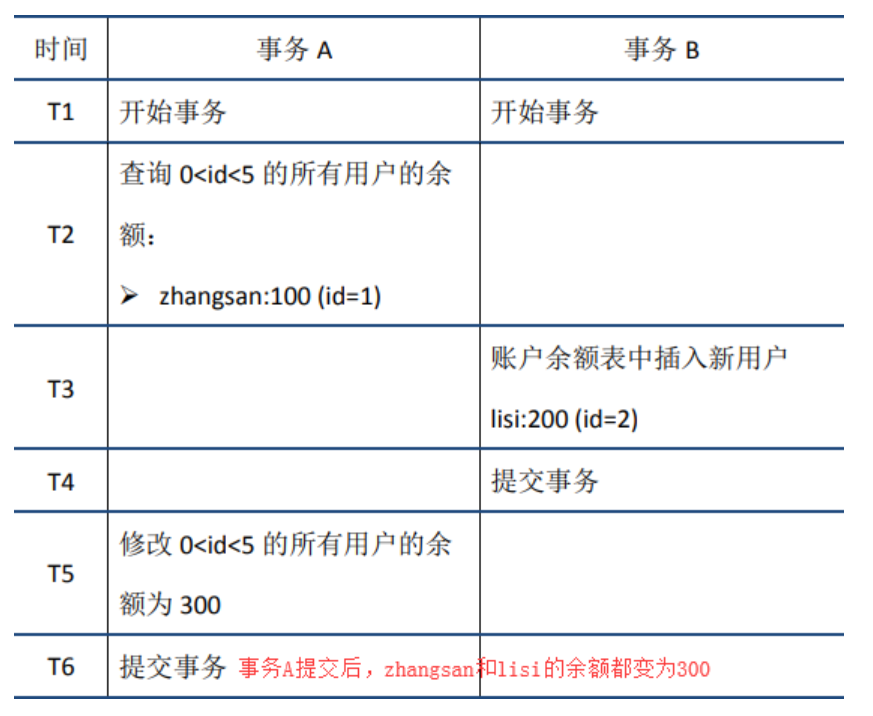 时间 事务 A 事务 B
T1 开始事务 开始事务
查询 0<id<5 的所有用户的余
T2 额：
➢ zhangsan:100 (id=1)
账户余额表中插入新用户
T3
lisi:200 (id=2)
T4 提交事务
修改 0<id<5 的所有用户的余
T5
额为 300
T6 提交事务 事务A提交后，zhangsan和lisi的余额都变为300